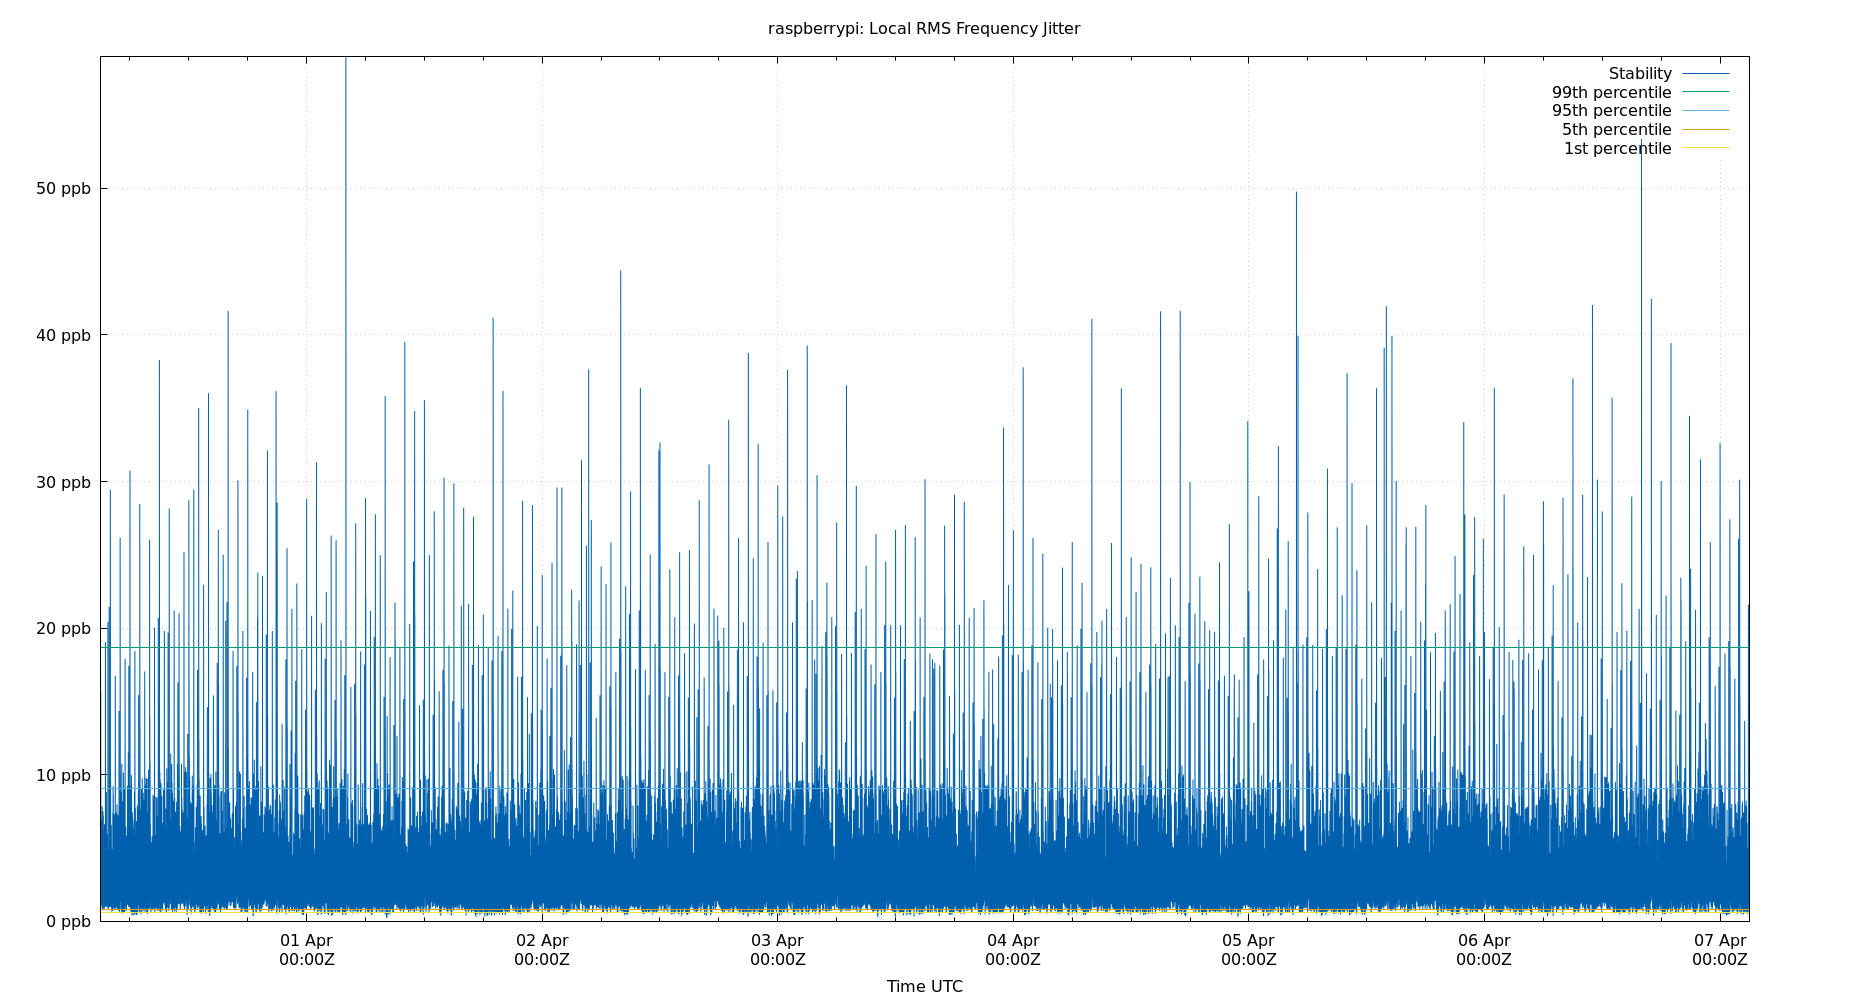 raspberrypi: Local RMS Frequency Jitter
Stability
99th percentile
95th percentile
5th percentile
1st percentile
50 ppb
40 ppb
30 ppb
20 ppb
10 ppb
0 ppb
01 Apr 02 Apr 03 Apr 04 Apr 05 Apr 06 Apr 07 Apr
00:00Z 00:00Z 00:00Z 00:00Z 00:00Z 00:00Z 00:00Z
Time UTC